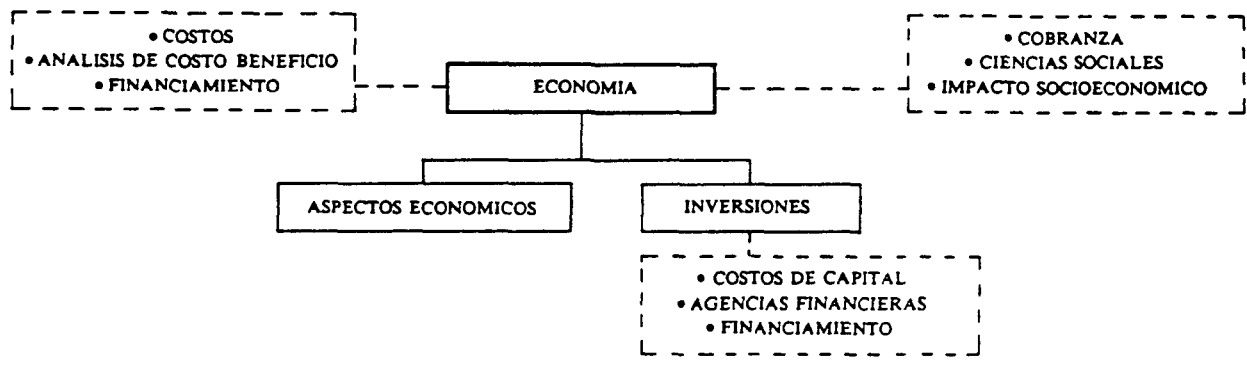 • COSTOS
• ANALISIS DE COSTO BENEFICIO
• FINANCIAMIENTO
ECONOMIA
• COBRANZA
• CIENCIAS SOCIALES
• IMPACTO SOCIOECONOMICO
ASPECTOS ECONOMICOS
INVERSIONES
• COSTOS DE CAPITAL
• AGENCIAS FINANCIERAS
• FINANCIAMIENTO